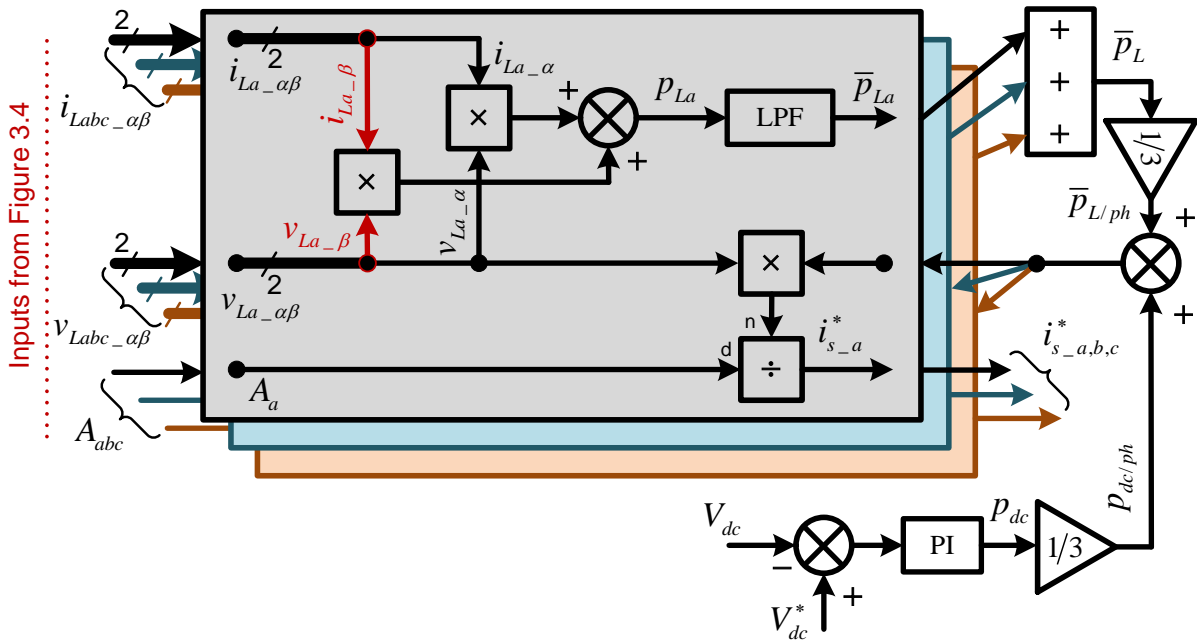 Inputs from Figure 3.4
2
i_{Labc_αβ}
2
v_{Labc_αβ}
A_{abc}
2
i_{La_αβ}
i_{La_β}
i_{La_α}
×
×
+
+
p_{La}
LPF
p̅_{La}
v_{La_β}
v_{La_α}
2
v_{La_αβ}
×
n
d
÷
i^*_{s_a}
A_a
+
+
+
p̅_L
1/3
p̅_{L/ph}
+
+
i^*_{s_a,b,c}
p_{dc/ph}
V_{dc}
−
+
V^*_{dc}
PI
p_{dc}
1/3